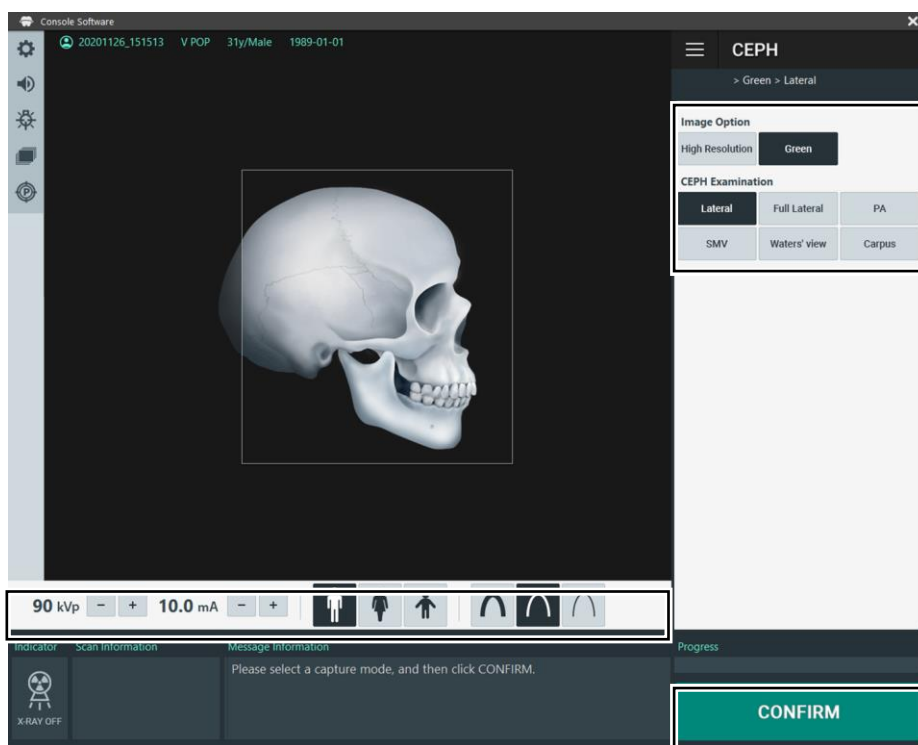 Console Software
20201126_151513 V POP 31y/Male 1989-01-01
CEPH
> Green > Lateral
Image Option
High Resolution Green
CEPH Examination
Lateral Full Lateral PA
SMV Waters' view Carpus
P
90 kVp - + 10.0 mA - +
Indicator Scan Information Message Information Progress
Please select a capture mode, and then click CONFIRM.
X-RAY OFF
CONFIRM